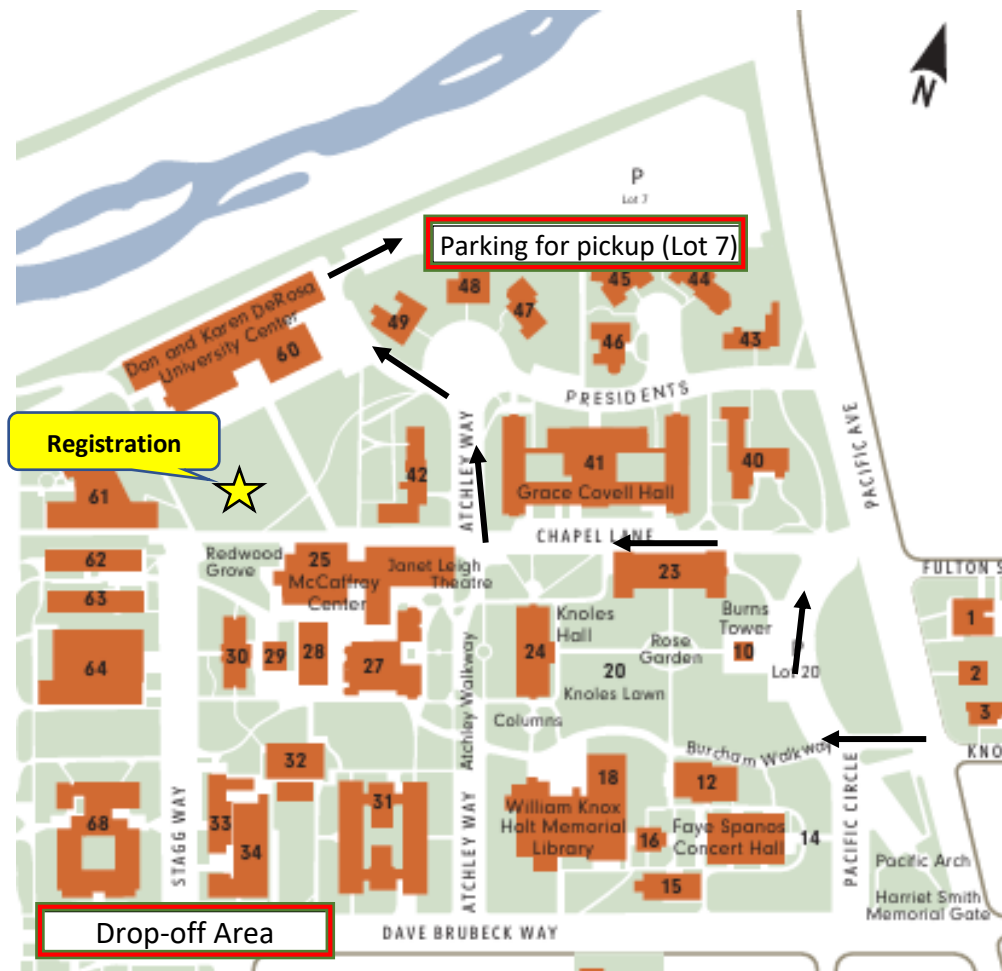 N
P
Lot 7
Parking for pickup (Lot 7)
45
44
48
47
49
46
43
Don and Karen DeRosa
University Center
60
PRESIDENTS
PACIFIC AVE
Registration
ATCHLEY WAY
42
41
Grace Covell Hall
40
61
CHAPEL LANE
62
Redwood
Grove
25
McCaffrey
Center
Janet Leigh
Theatre
23
FULTON S
63
Knoles
Hall
Burns
Tower
1
64
30
29
28
27
24
Rose
Garden
10
20
Knoles Lawn
Lot 20
2
3
Atchley Walkway
Columns
Burcham Walkway
KNO
32
18
12
PACIFIC CIRCLE
68
STAGG WAY
33
34
31
ATCHLEY WAY
William Knox
Holt Memorial
Library
16
Faye Spanos
Concert Hall
14
15
Pacific Arch
Harriet Smith
Memorial Gate
Drop-off Area
DAVE BRUBECK WAY